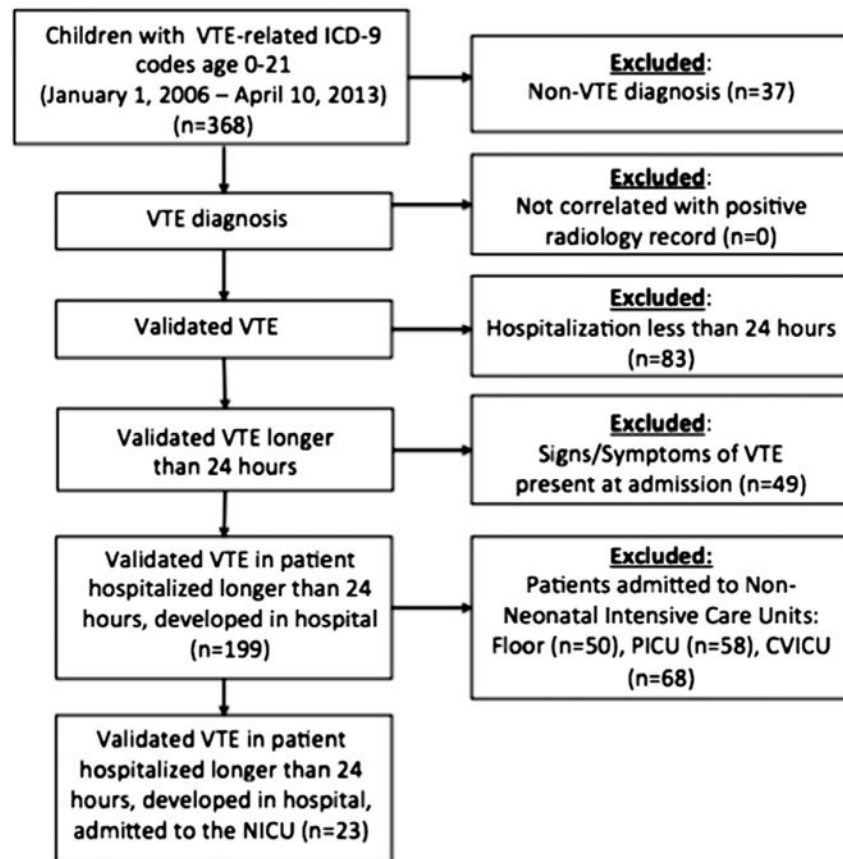 Children with VTE-related ICD-9
codes age 0-21
(January 1, 2006 – April 10, 2013)
(n=368)
Excluded:
Non-VTE diagnosis (n=37)
VTE diagnosis
Excluded:
Not correlated with positive
radiology record (n=0)
Validated VTE
Excluded:
Hospitalization less than 24 hours
(n=83)
Validated VTE longer
than 24 hours
Excluded:
Signs/Symptoms of VTE
present at admission (n=49)
Validated VTE in patient
hospitalized longer than 24
hours, developed in hospital
(n=199)
Excluded:
Patients admitted to Non-
Neonatal Intensive Care Units:
Floor (n=50), PICU (n=58), CVICU
(n=68)
Validated VTE in patient
hospitalized longer than 24
hours, developed in hospital,
admitted to the NICU (n=23)